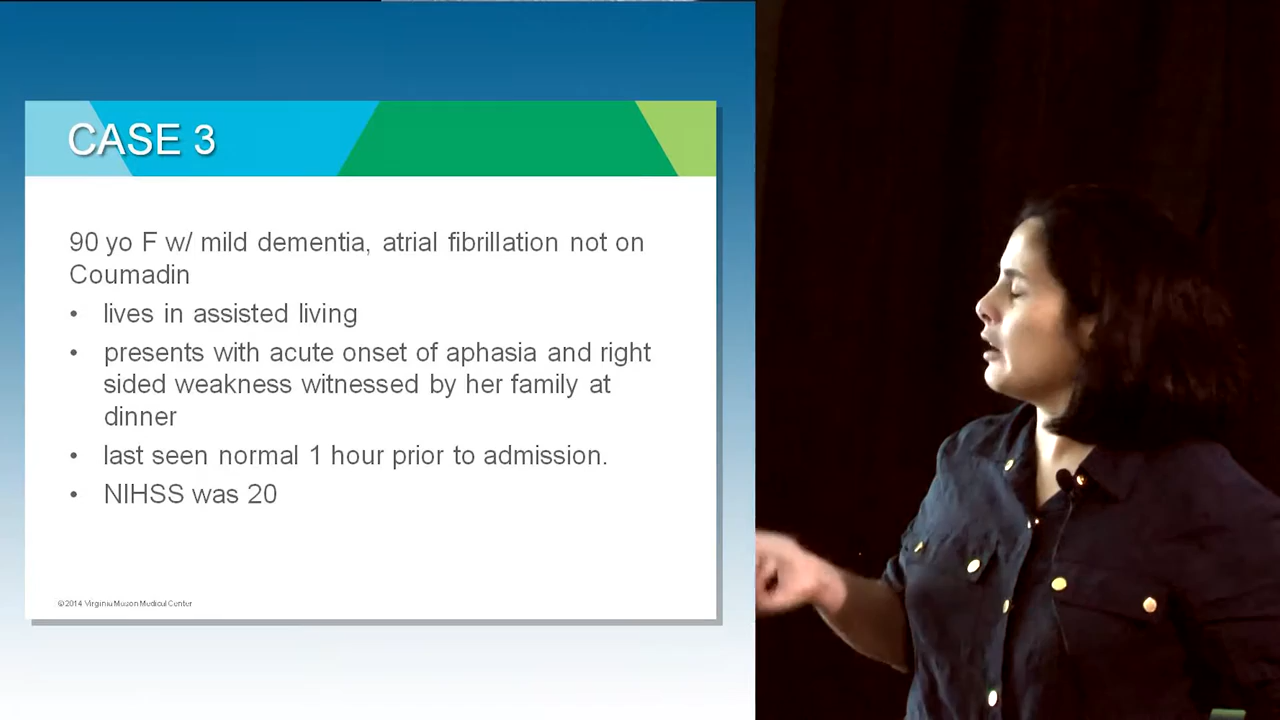 CASE 3
90 yo F w/ mild dementia, atrial fibrillation not on
Coumadin
• lives in assisted living
• presents with acute onset of aphasia and right
sided weakness witnessed by her family at
dinner
• last seen normal 1 hour prior to admission.
• NIHSS was 20
©2014 Virginia Mason Medical Center